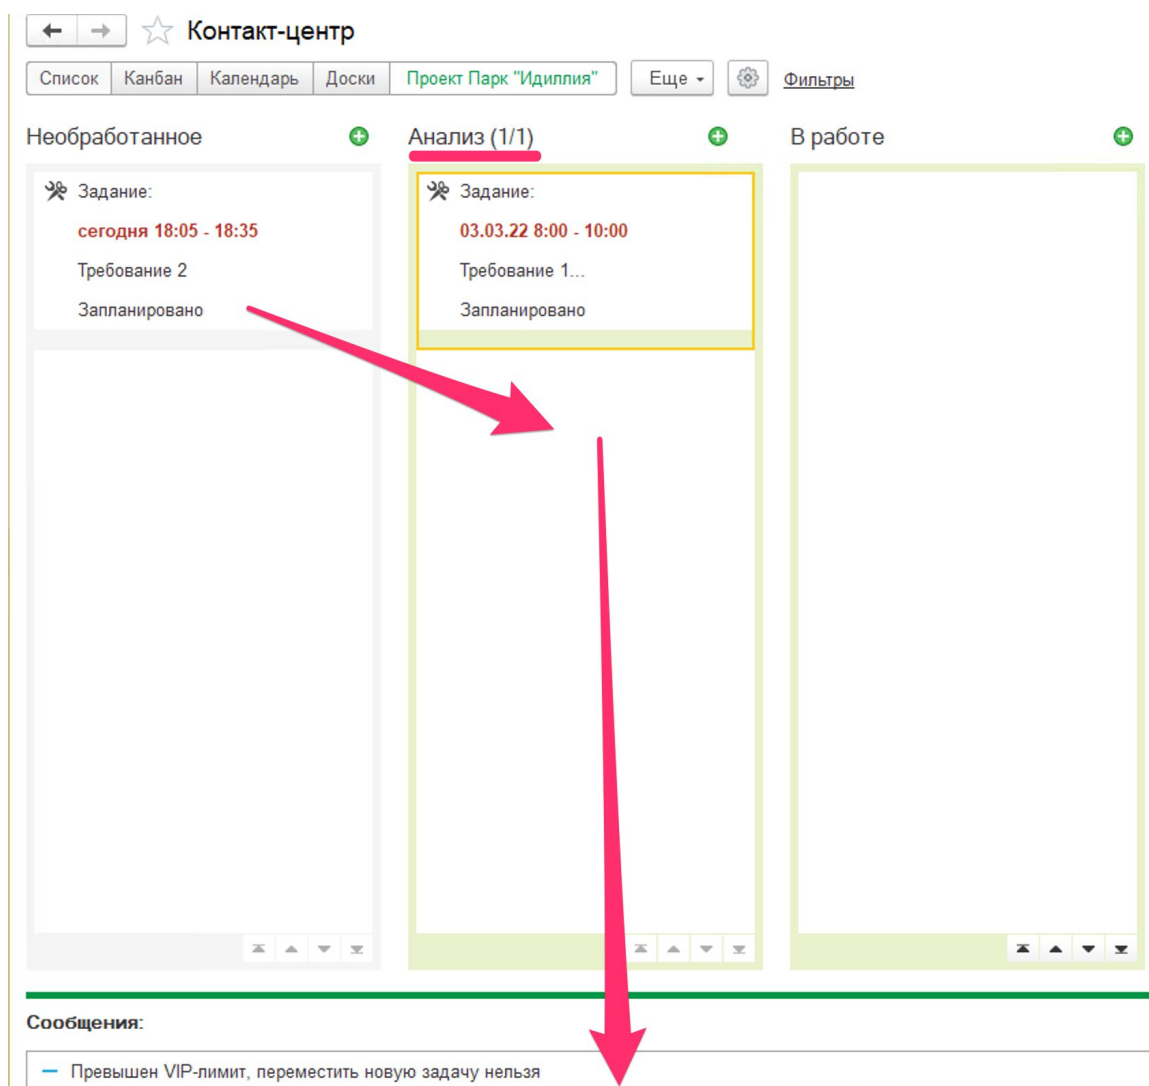 Контакт-центр
Список Канбан Календарь Доски Проект Парк "Идиллия" Еще Фильтры
Необработанное
Задание:
сегодня 18:05 - 18:35
Требование 2
Запланировано
Анализ (1/1)
Задание:
03.03.22 8:00 - 10:00
Требование 1...
Запланировано
В работе
Сообщения:
Превышен VIP-лимит, переместить новую задачу нельзя